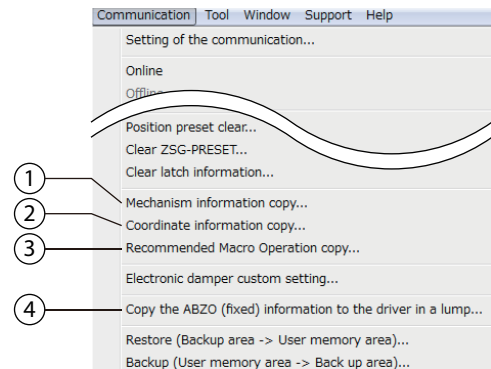 Communication Tool Window Support Help
Setting of the communication...
Online
Offline
Position preset clear...
Clear ZSG-PRESET...
Clear latch information...
1 Mechanism information copy...
2 Coordinate information copy...
3 Recommended Macro Operation copy...
Electronic damper custom setting...
4 Copy the ABZO (fixed) information to the driver in a lump...
Restore (Backup area -> User memory area)...
Backup (User memory area -> Back up area)...